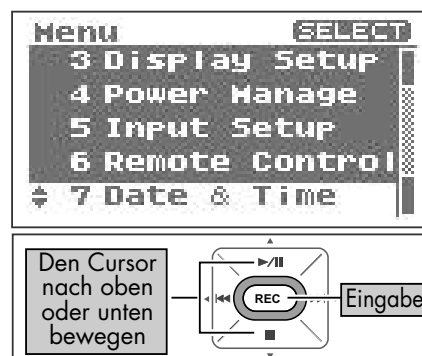 Menu SELECT
3 Display Setup
4 Power Manage
5 Input Setup
6 Remote Control
7 Date & Time
Den Cursor
nach oben
oder unten
bewegen
REC
Eingabe